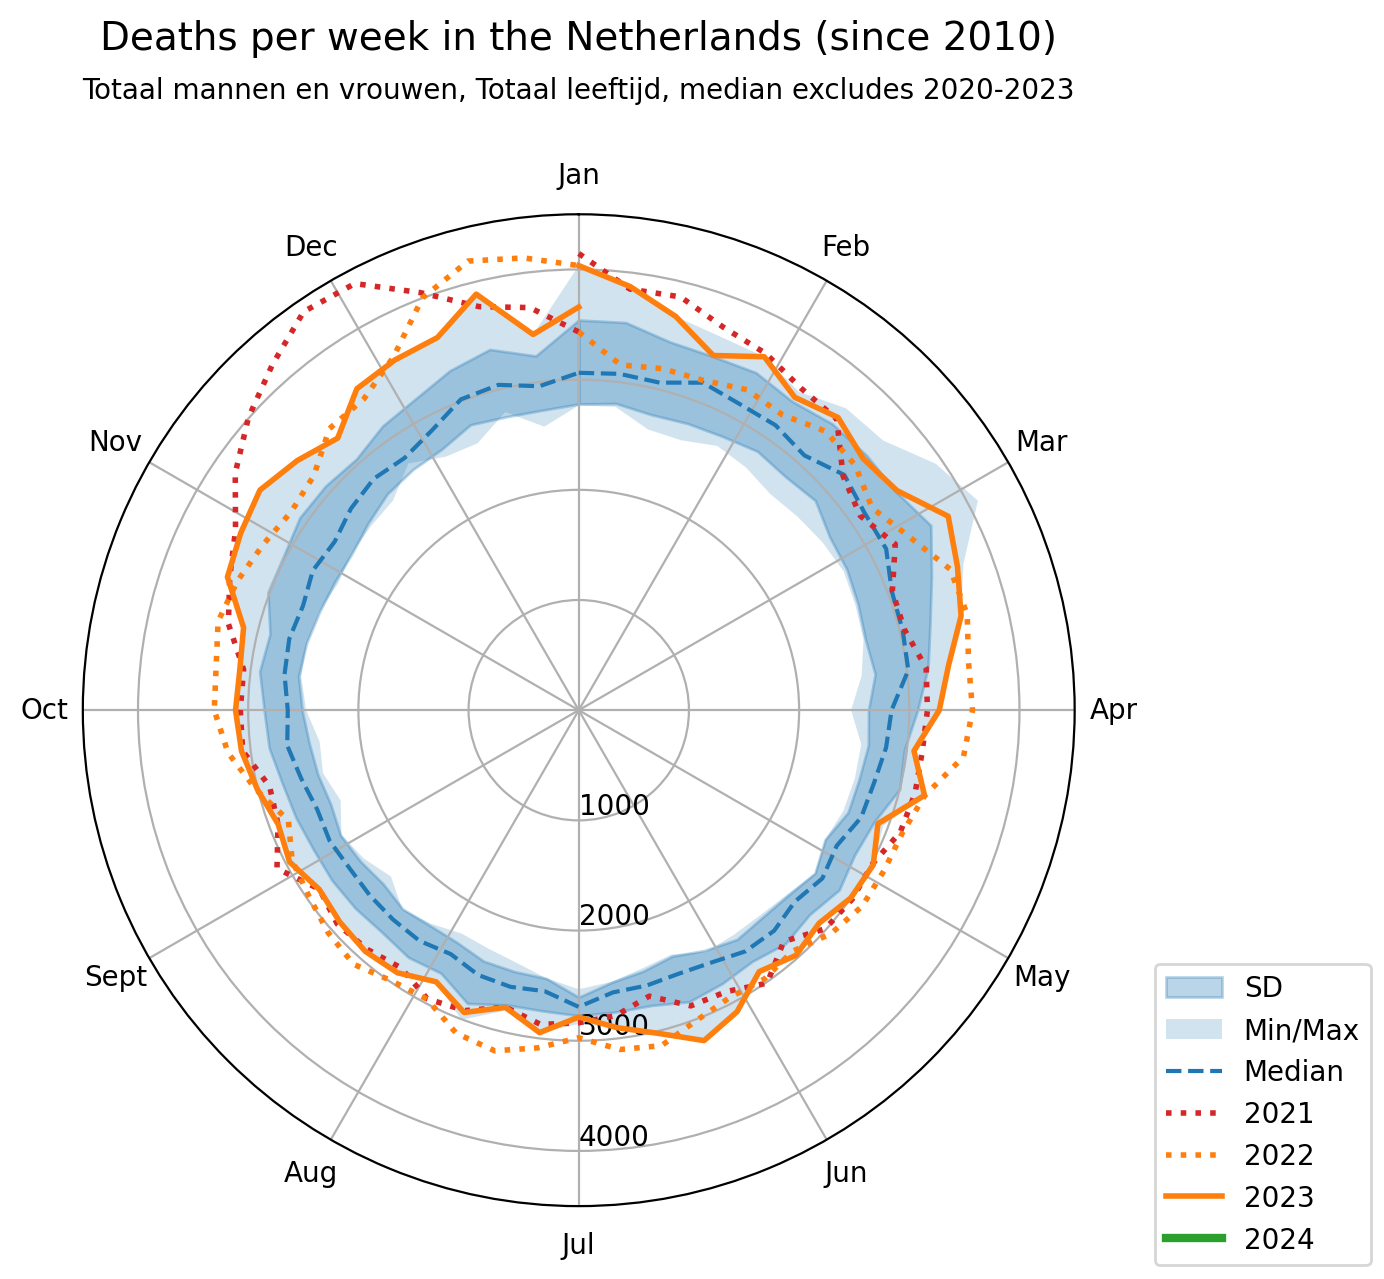 Deaths per week in the Netherlands (since 2010)
Totaal mannen en vrouwen, Totaal leeftijd, median excludes 2020-2023
Jan
Dec
Feb
Nov
Mar
Oct
Apr
1000
2000
Sept
May
3000
4000
Aug
Jun
Jul
SD
Min/Max
Median
2021
2022
2023
2024